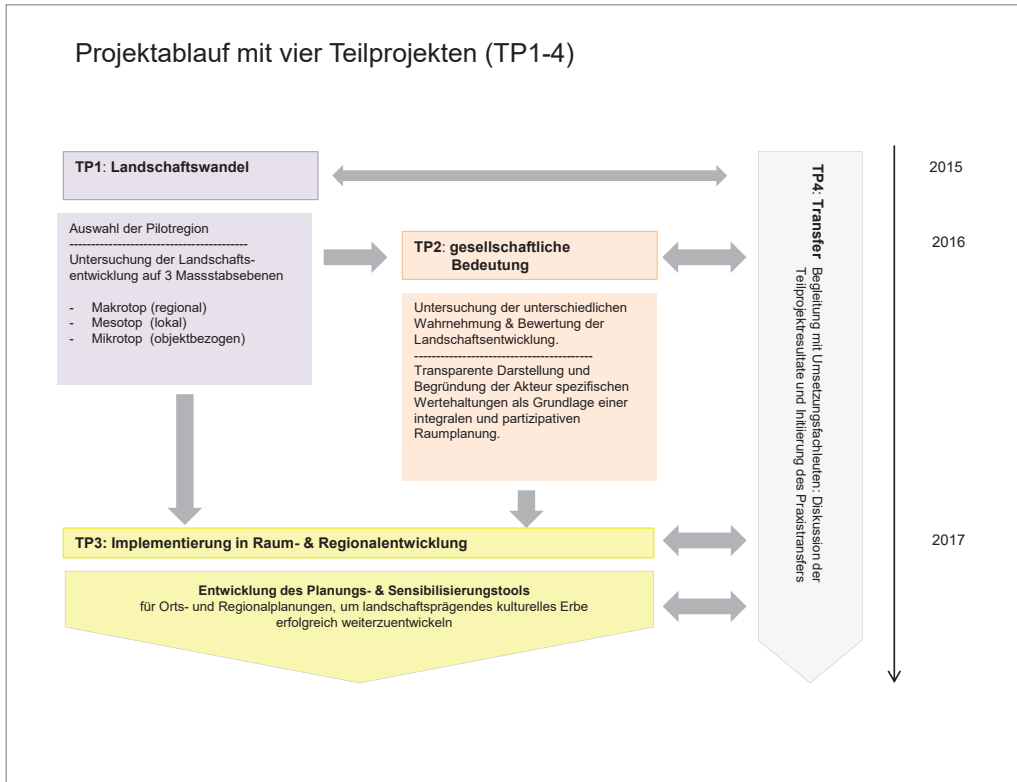 Projektablauf mit vier Teilprojekten (TP1-4)
TP1: Landschaftswandel
Auswahl der Pilotregion
-----------------------------------------
Untersuchung der Landschafts-
entwicklung auf 3 Massstabsebenen
- Makrotop (regional)
- Mesotop (lokal)
- Mikrotop (objektbezogen)
TP2: gesellschaftliche
Bedeutung
Untersuchung der unterschiedlichen
Wahrnehmung & Bewertung der
Landschaftsentwicklung.
-----------------------------------------
Transparente Darstellung und
Begründung der Akteur spezifischen
Wertehaltungen als Grundlage einer
integralen und partizipativen
Raumplanung.
TP3: Implementierung in Raum- & Regionalentwicklung
Entwicklung des Planungs- & Sensibilisierungstools
für Orts- und Regionalplanungen, um landschaftsprägendes kulturelles Erbe
erfolgreich weiterzuentwickeln
TP4: Transfer Begleitung mit Umsetzungsfachleuten: Diskussion der
Teilprojektresultate und Initiierung des Praxistransfers
2015
2016
2017